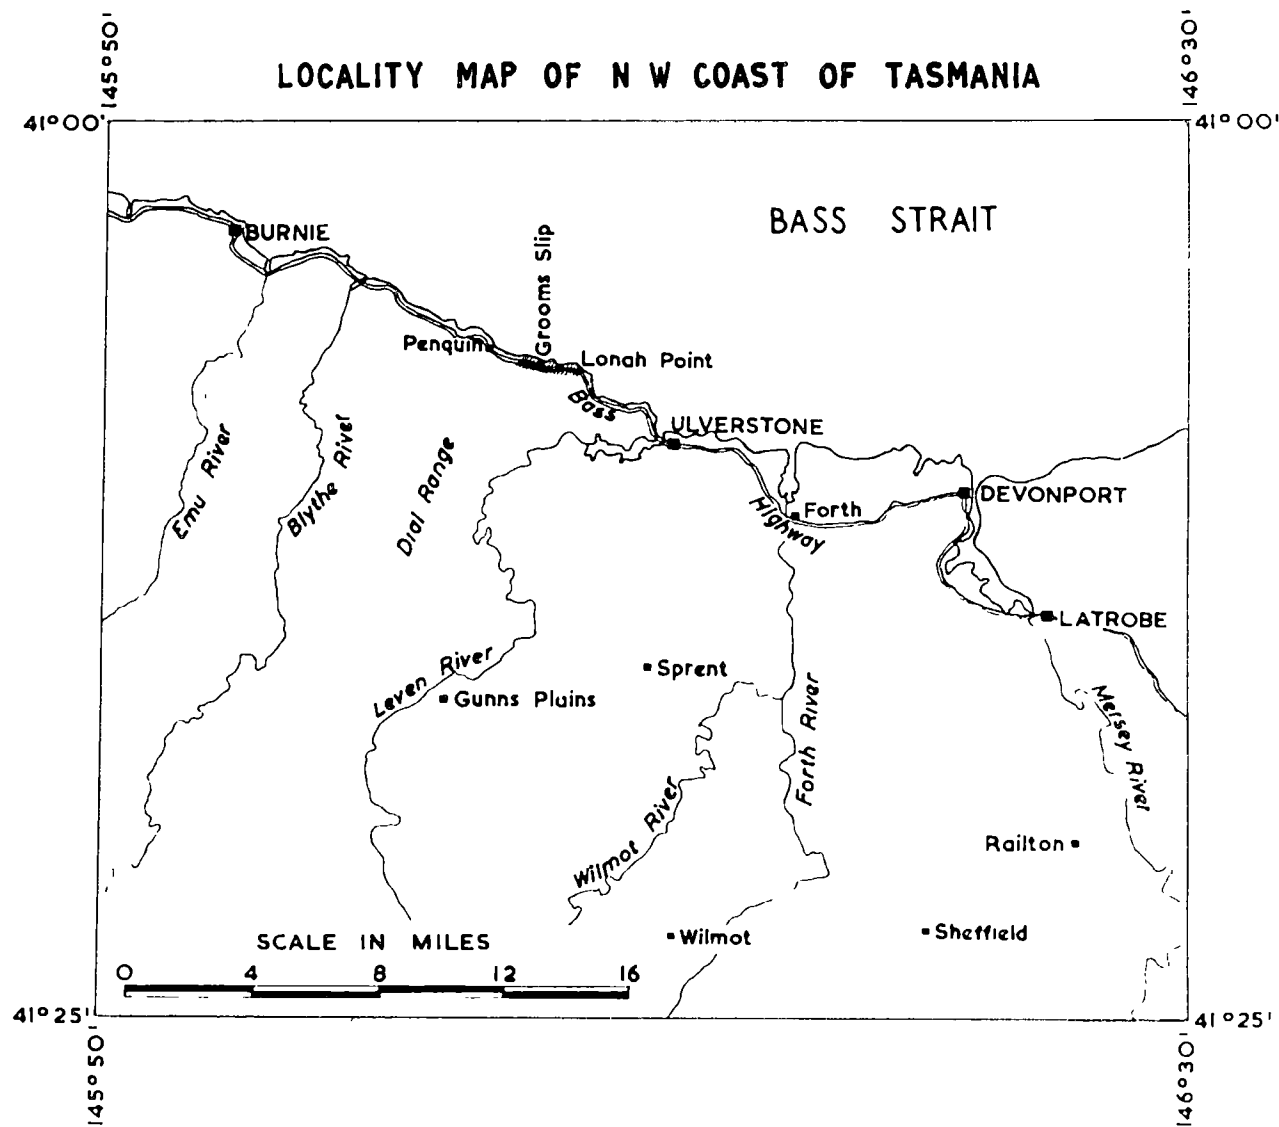 145°50'
146°30'
LOCALITY MAP OF N W COAST OF TASMANIA
41°00'
41°00'
BASS STRAIT
BURNIE
Grooms Slip
Penquin
Lonah Point
Bass
ULVERSTONE
Emu River
Blythe River
Dial Range
DEVONPORT
Forth
Highway
LATROBE
Leven River
Sprent
Gunns Plains
Forth River
Mersey River
Wilmot River
Railton
SCALE IN MILES
Wilmot
Sheffield
0 4 8 12 16
41°25'
41°25'
145°50'
146°30'